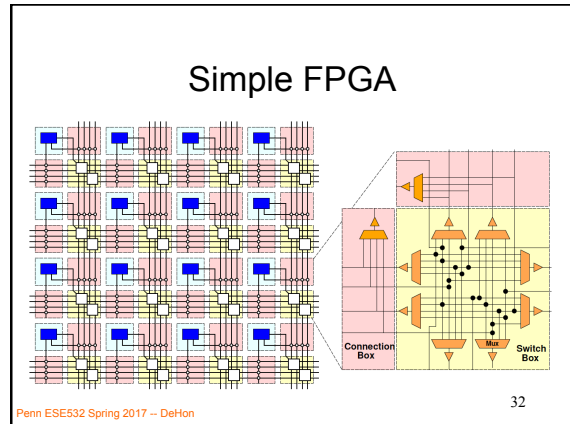 Simple FPGA
Connection
Box
Mux
Switch
Box
Penn ESE532 Spring 2017 -- DeHon
32